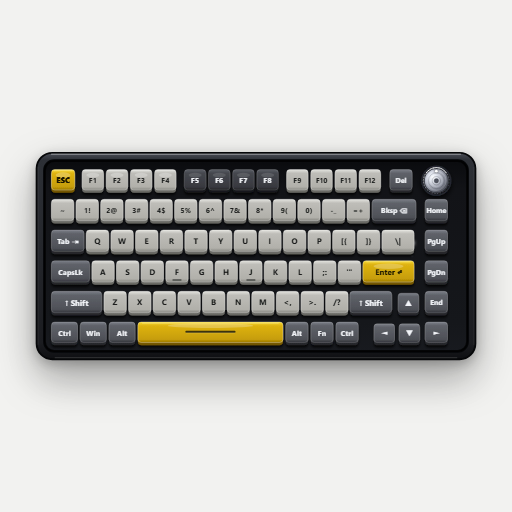 ESC F1 F2 F3 F4 F5 F6 F7 F8 F9 F10 F11 F12 Del
~ 1! 2@ 3# 4$ 5% 6^ 7& 8* 9( 0) -_ =+ Bksp ⌫ Home
Tab ⇥ Q W E R T Y U I O P [{ ]} \| PgUp
CapsLk A S D F G H J K L ;: '" Enter ↵ PgDn
⇧ Shift Z X C V B N M <, >. /? ⇧ Shift ▲ End
Ctrl Win Alt Alt Fn Ctrl ◄ ▼ ►